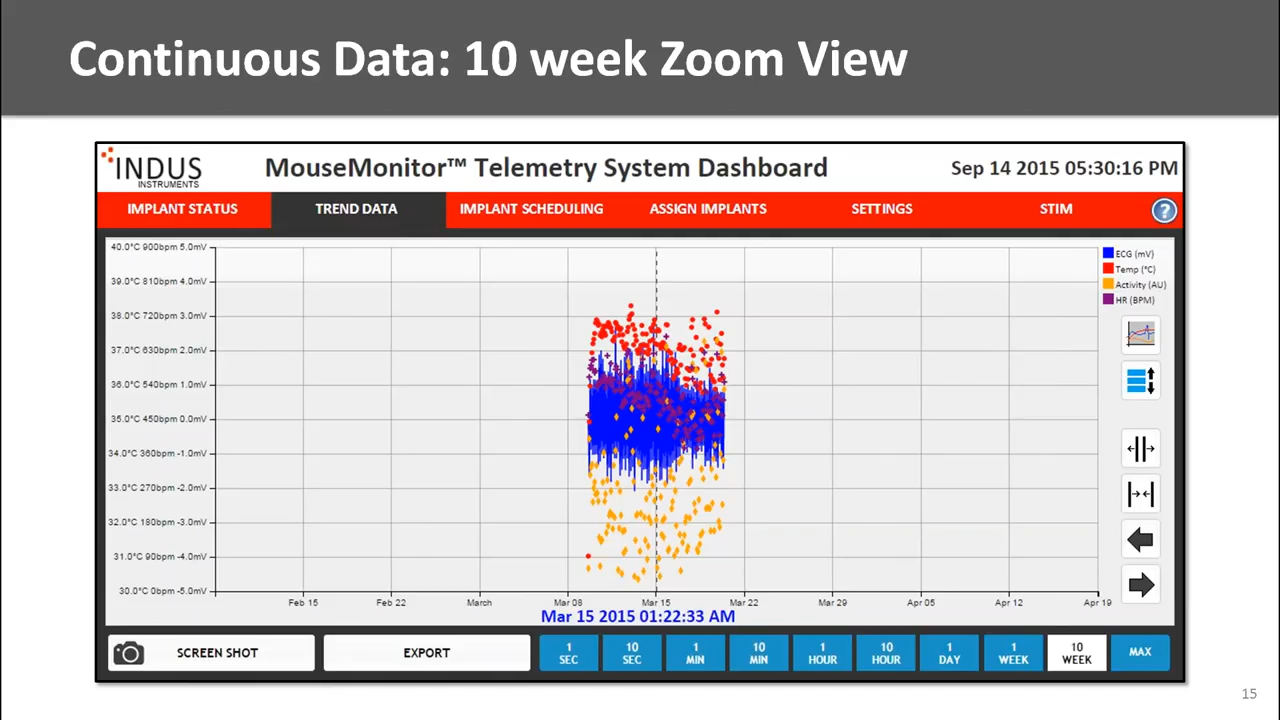 Continuous Data: 10 week Zoom View
INDUS
INSTRUMENTS
MouseMonitor™ Telemetry System Dashboard
Sep 14 2015 05:30:16 PM
IMPLANT STATUS TREND DATA IMPLANT SCHEDULING ASSIGN IMPLANTS SETTINGS STIM ?
40.0°C 900bpm 5.0mV
39.0°C 810bpm 4.0mV
38.0°C 720bpm 3.0mV
37.0°C 630bpm 2.0mV
36.0°C 540bpm 1.0mV
35.0°C 450bpm 0.0mV
34.0°C 360bpm -1.0mV
33.0°C 270bpm -2.0mV
32.0°C 180bpm -3.0mV
31.0°C 90bpm -4.0mV
30.0°C 0bpm -5.0mV
ECG (mV)
Temp (°C)
Activity (AU)
HR (BPM)
Feb 15 Feb 22 March Mar 08 Mar 15 Mar 22 Mar 29 Apr 05 Apr 12 Apr 19
Mar 15 2015 01:22:33 AM
SCREEN SHOT
EXPORT
1 SEC
10 SEC
1 MIN
10 MIN
1 HOUR
10 HOUR
1 DAY
1 WEEK
10 WEEK
MAX
15